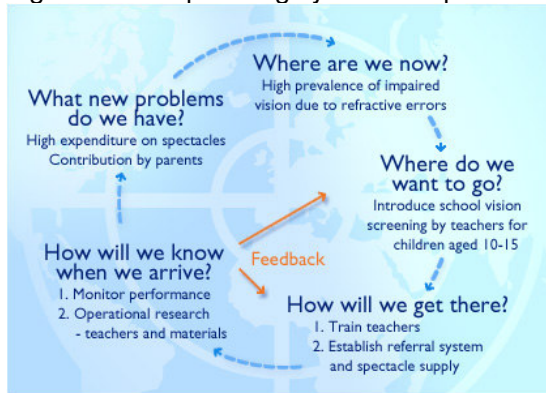 Where are we now?
High prevalence of impaired
vision due to refractive errors
Where do we
want to go?
Introduce school vision
screening by teachers for
children aged 10-15
How will we get there?
1. Train teachers
2. Establish referral system
and spectacle supply
How will we know
when we arrive?
1. Monitor performance
2. Operational research
- teachers and materials
Feedback
What new problems
do we have?
High expenditure on spectacles
Contribution by parents